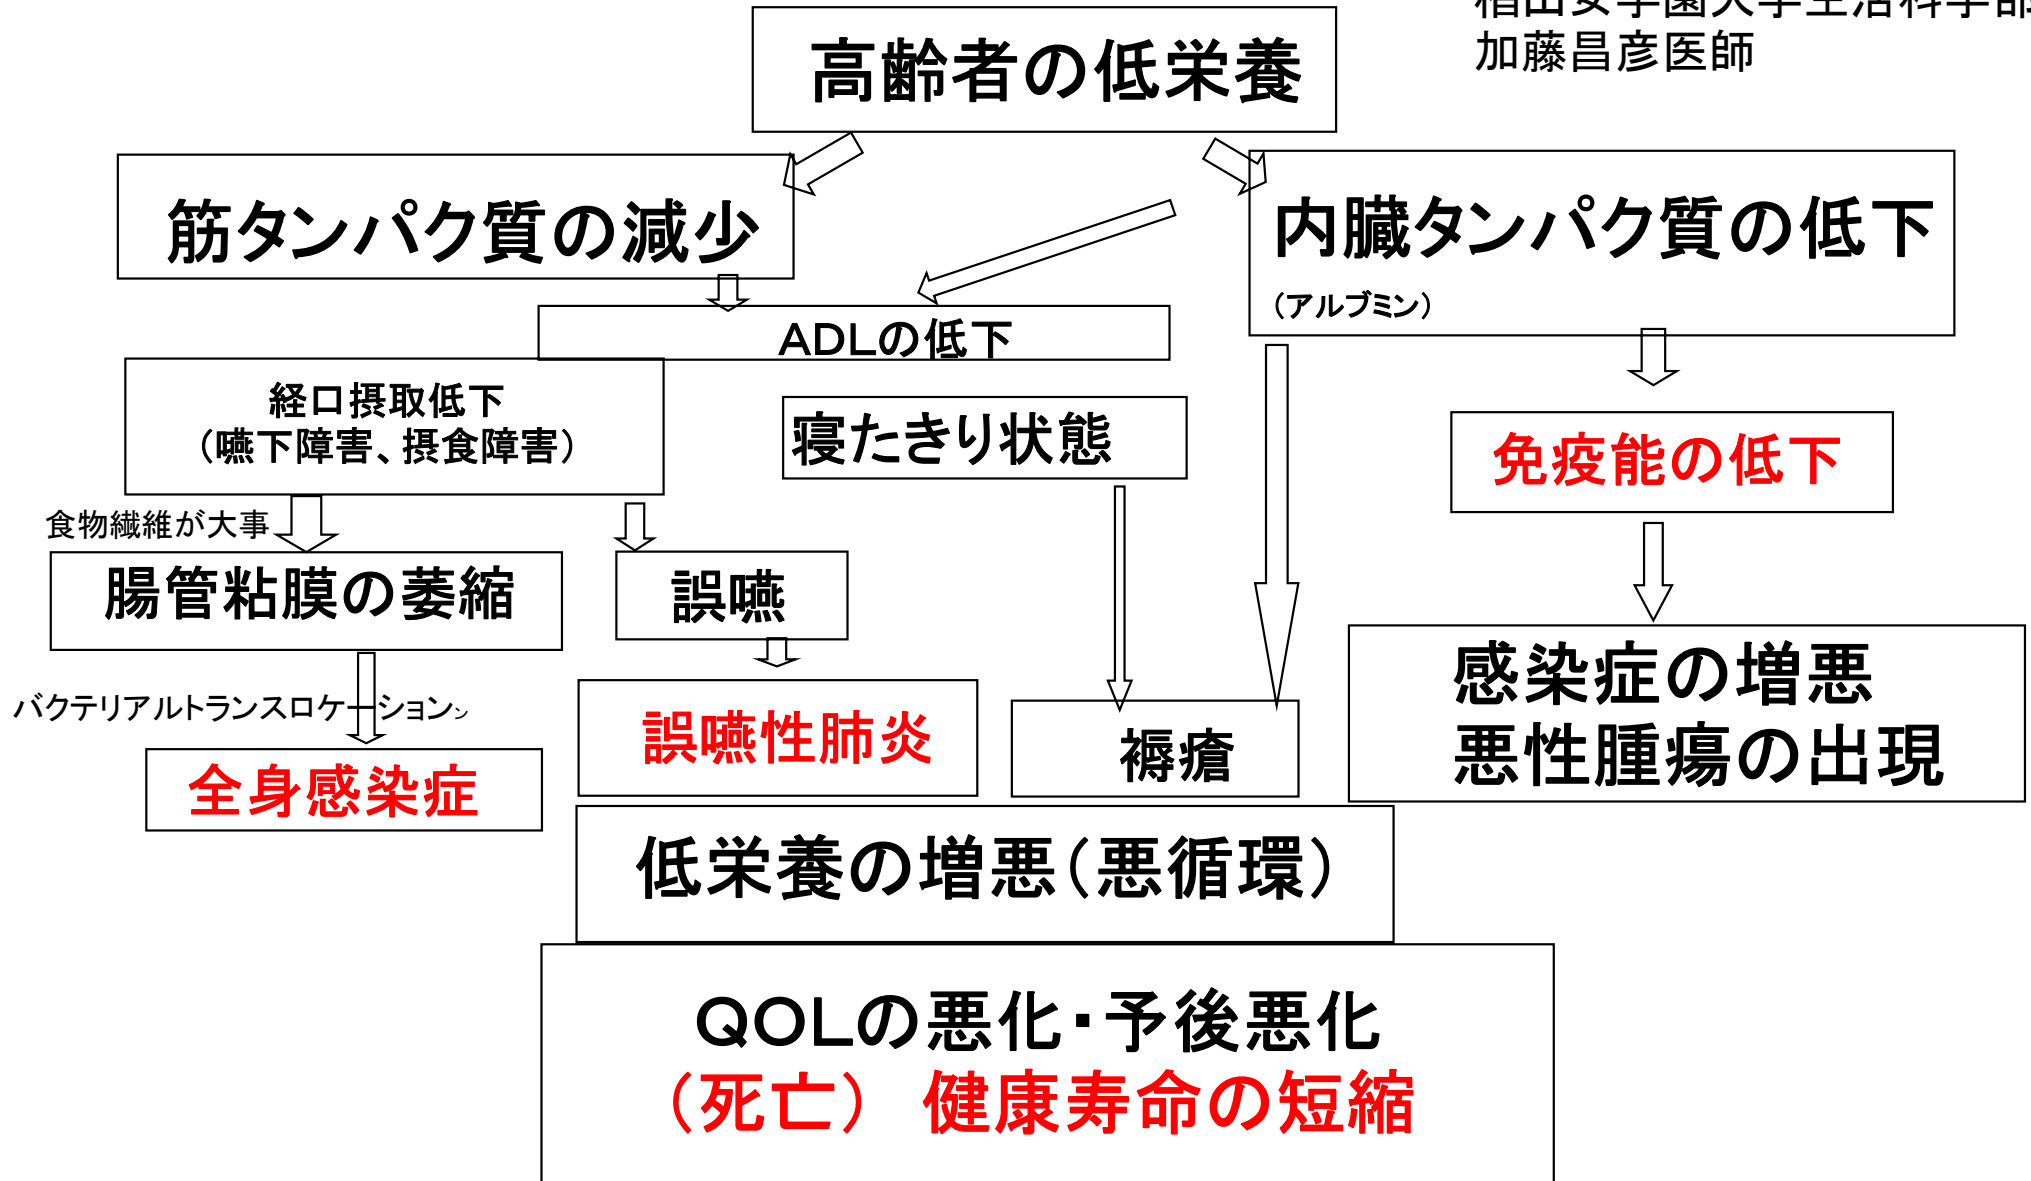 加藤昌彦医師
高齢者の低栄養
筋タンパク質の減少
内臓タンパク質の低下
（アルブミン）
ADLの低下
経口摂取低下
（嚥下障害、摂食障害）
寝たきり状態
免疫能の低下
食物繊維が大事
腸管粘膜の萎縮
誤嚥
感染症の増悪
悪性腫瘍の出現
バクテリアルトランスロケーション
誤嚥性肺炎
褥瘡
全身感染症
低栄養の増悪（悪循環）
QOLの悪化・予後悪化
（死亡） 健康寿命の短縮